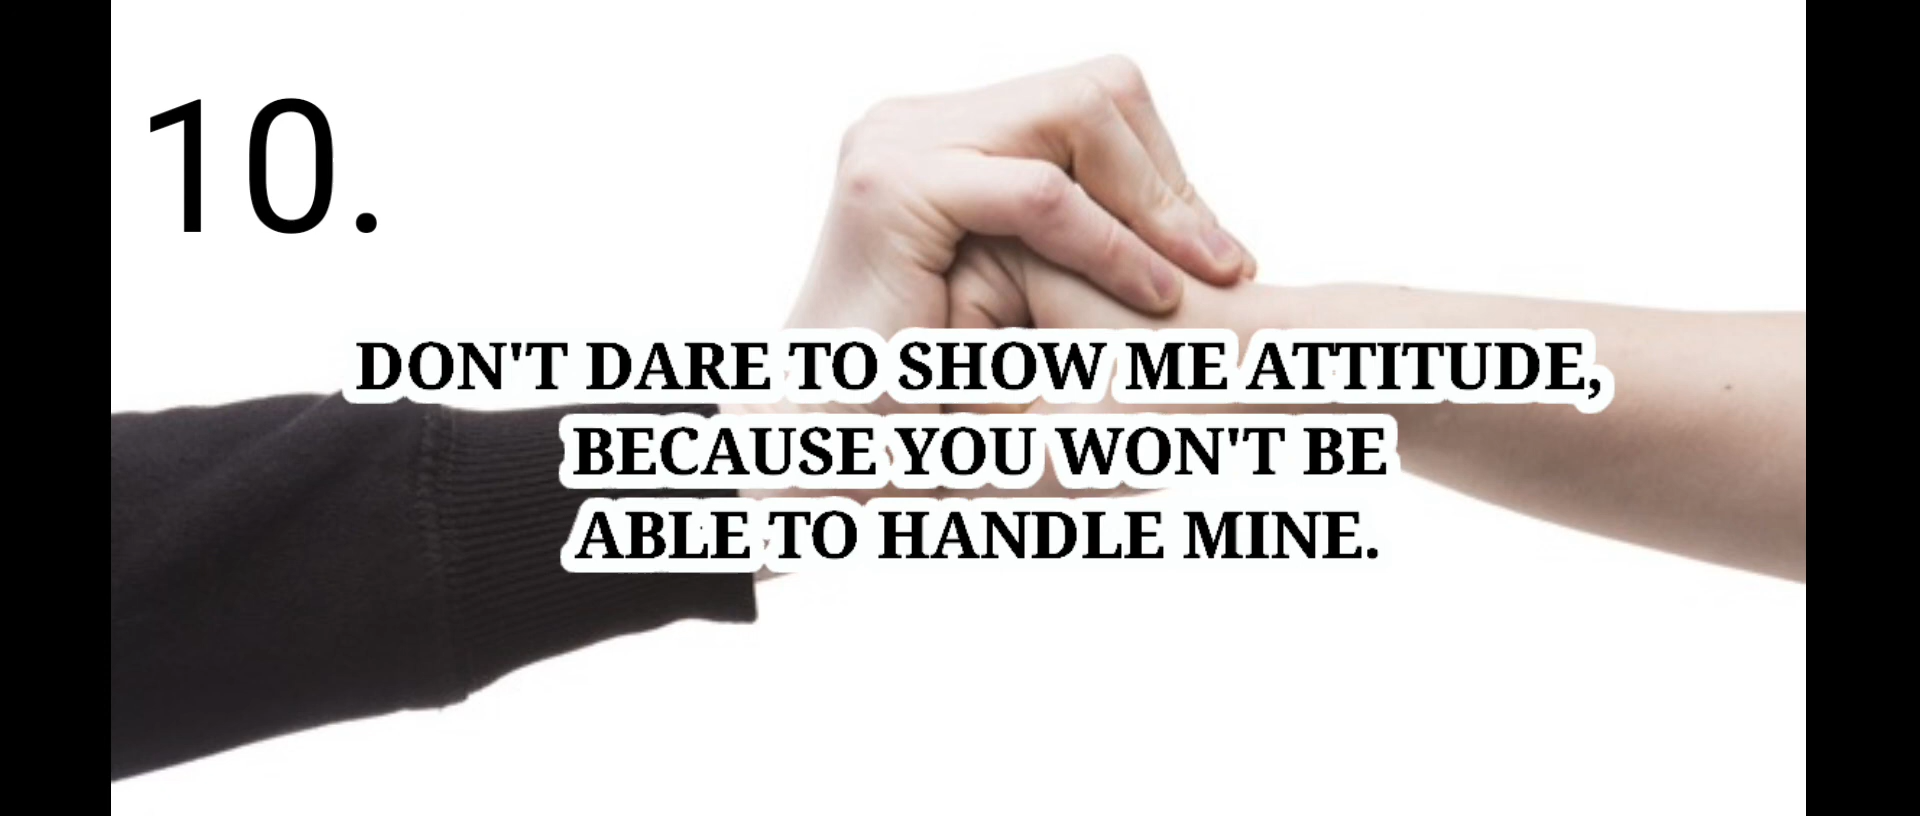 10.
DON'T DARE TO SHOW ME ATTITUDE,
BECAUSE YOU WON'T BE
ABLE TO HANDLE MINE.